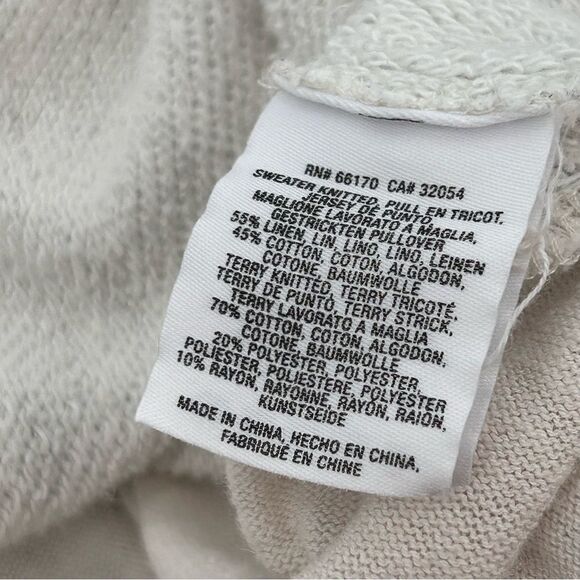 RN# 66170 CA# 32054
SWEATER KNITTED, PULL EN TRICOT,
JERSEY DE PUNTO,
MAGLIONE LAVORATO A MAGLIA,
GESTRICKTEN PULLOVER
55% LINEN, LIN, LINO, LINO, LEINEN
45% COTTON, COTON, ALGODON,
COTONE, BAUMWOLLE
TERRY KNITTED, TERRY TRICOTÉ,
TERRY DE PUNTO, TERRY STRICK,
TERRY LAVORATO A MAGLIA
70% COTTON, COTON, ALGODON,
COTONE, BAUMWOLLE
20% POLYESTER, POLYESTER,
POLIESTER, POLIESTERE, POLYESTER
10% RAYON, RAYONNE, RAYON, RAION,
KUNSTSEIDE
MADE IN CHINA, HECHO EN CHINA,
FABRIQUÉ EN CHINE